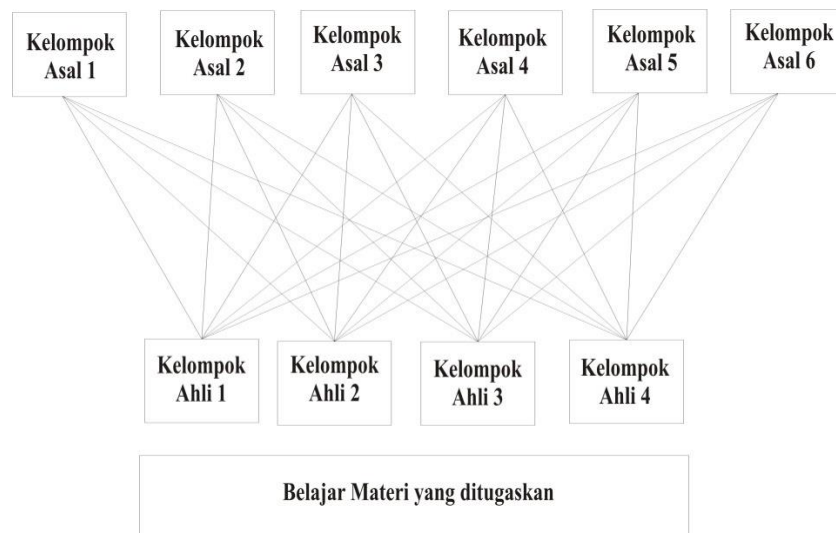 Kelompok
Asal 1
Kelompok
Asal 2
Kelompok
Asal 3
Kelompok
Asal 4
Kelompok
Asal 5
Kelompok
Asal 6
Kelompok
Ahli 1
Kelompok
Ahli 2
Kelompok
Ahli 3
Kelompok
Ahli 4
Belajar Materi yang ditugaskan